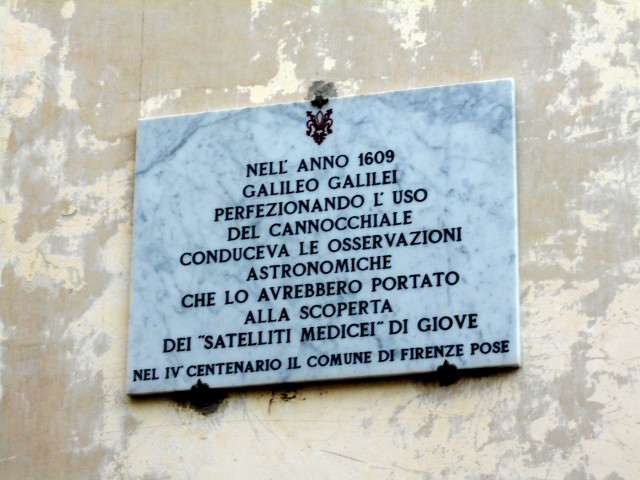 NELL' ANNO 1609
GALILEO GALILEI
PERFEZIONANDO L' USO
DEL CANNOCCHIALE
CONDUCEVA LE OSSERVAZIONI
ASTRONOMICHE
CHE LO AVREBBERO PORTATO
ALLA SCOPERTA
DEI "SATELLITI MEDICEI" DI GIOVE
NEL IV° CENTENARIO IL COMUNE DI FIRENZE POSE